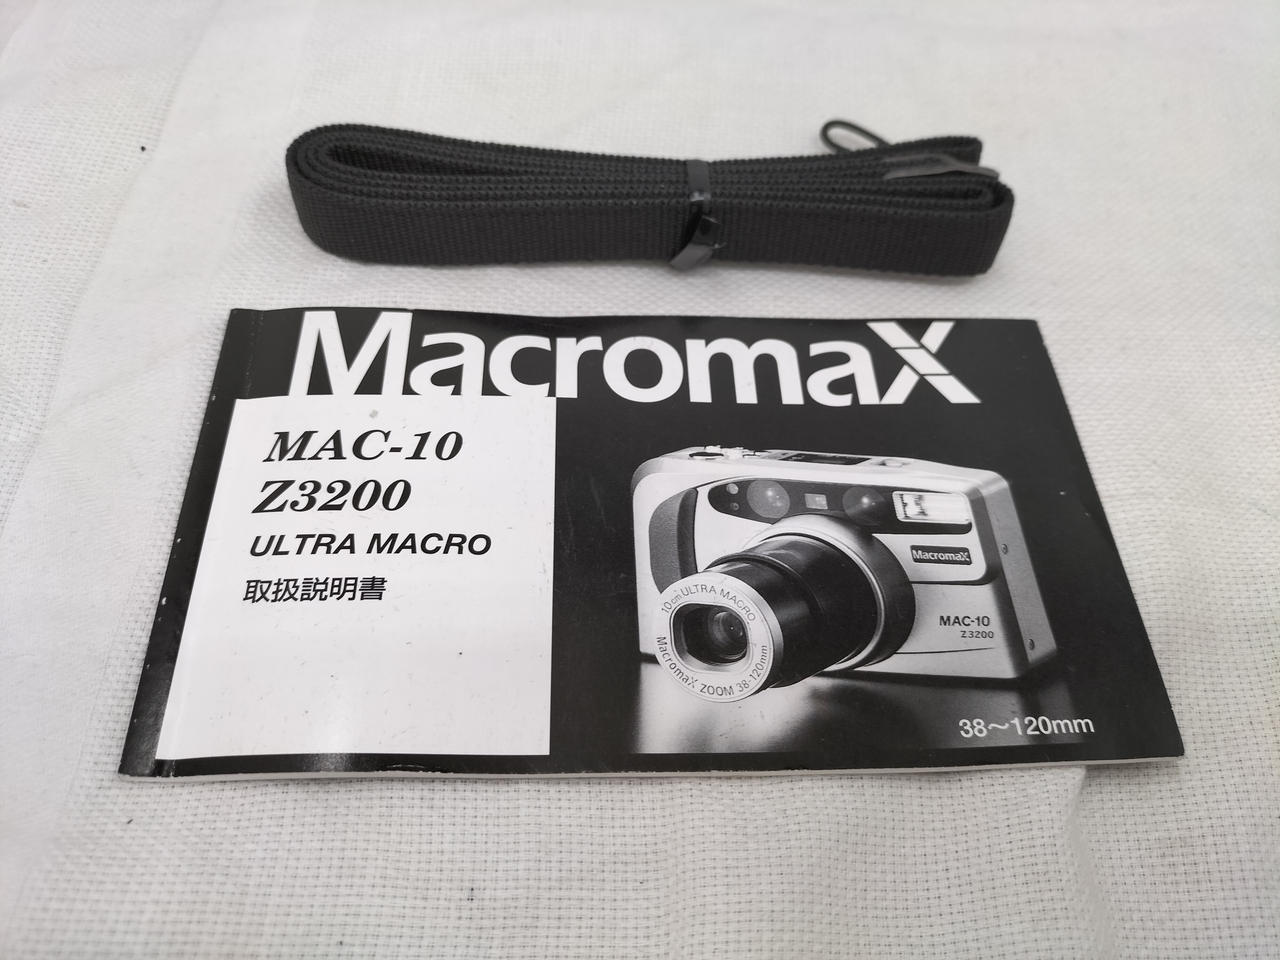 MacromaX
MAC-10
Z3200
ULTRA MACRO
取扱説明書
MacromaX
MAC-10
Z3200
10cm ULTRA MACRO
MacromaX ZOOM 38-120mm
38～120mm